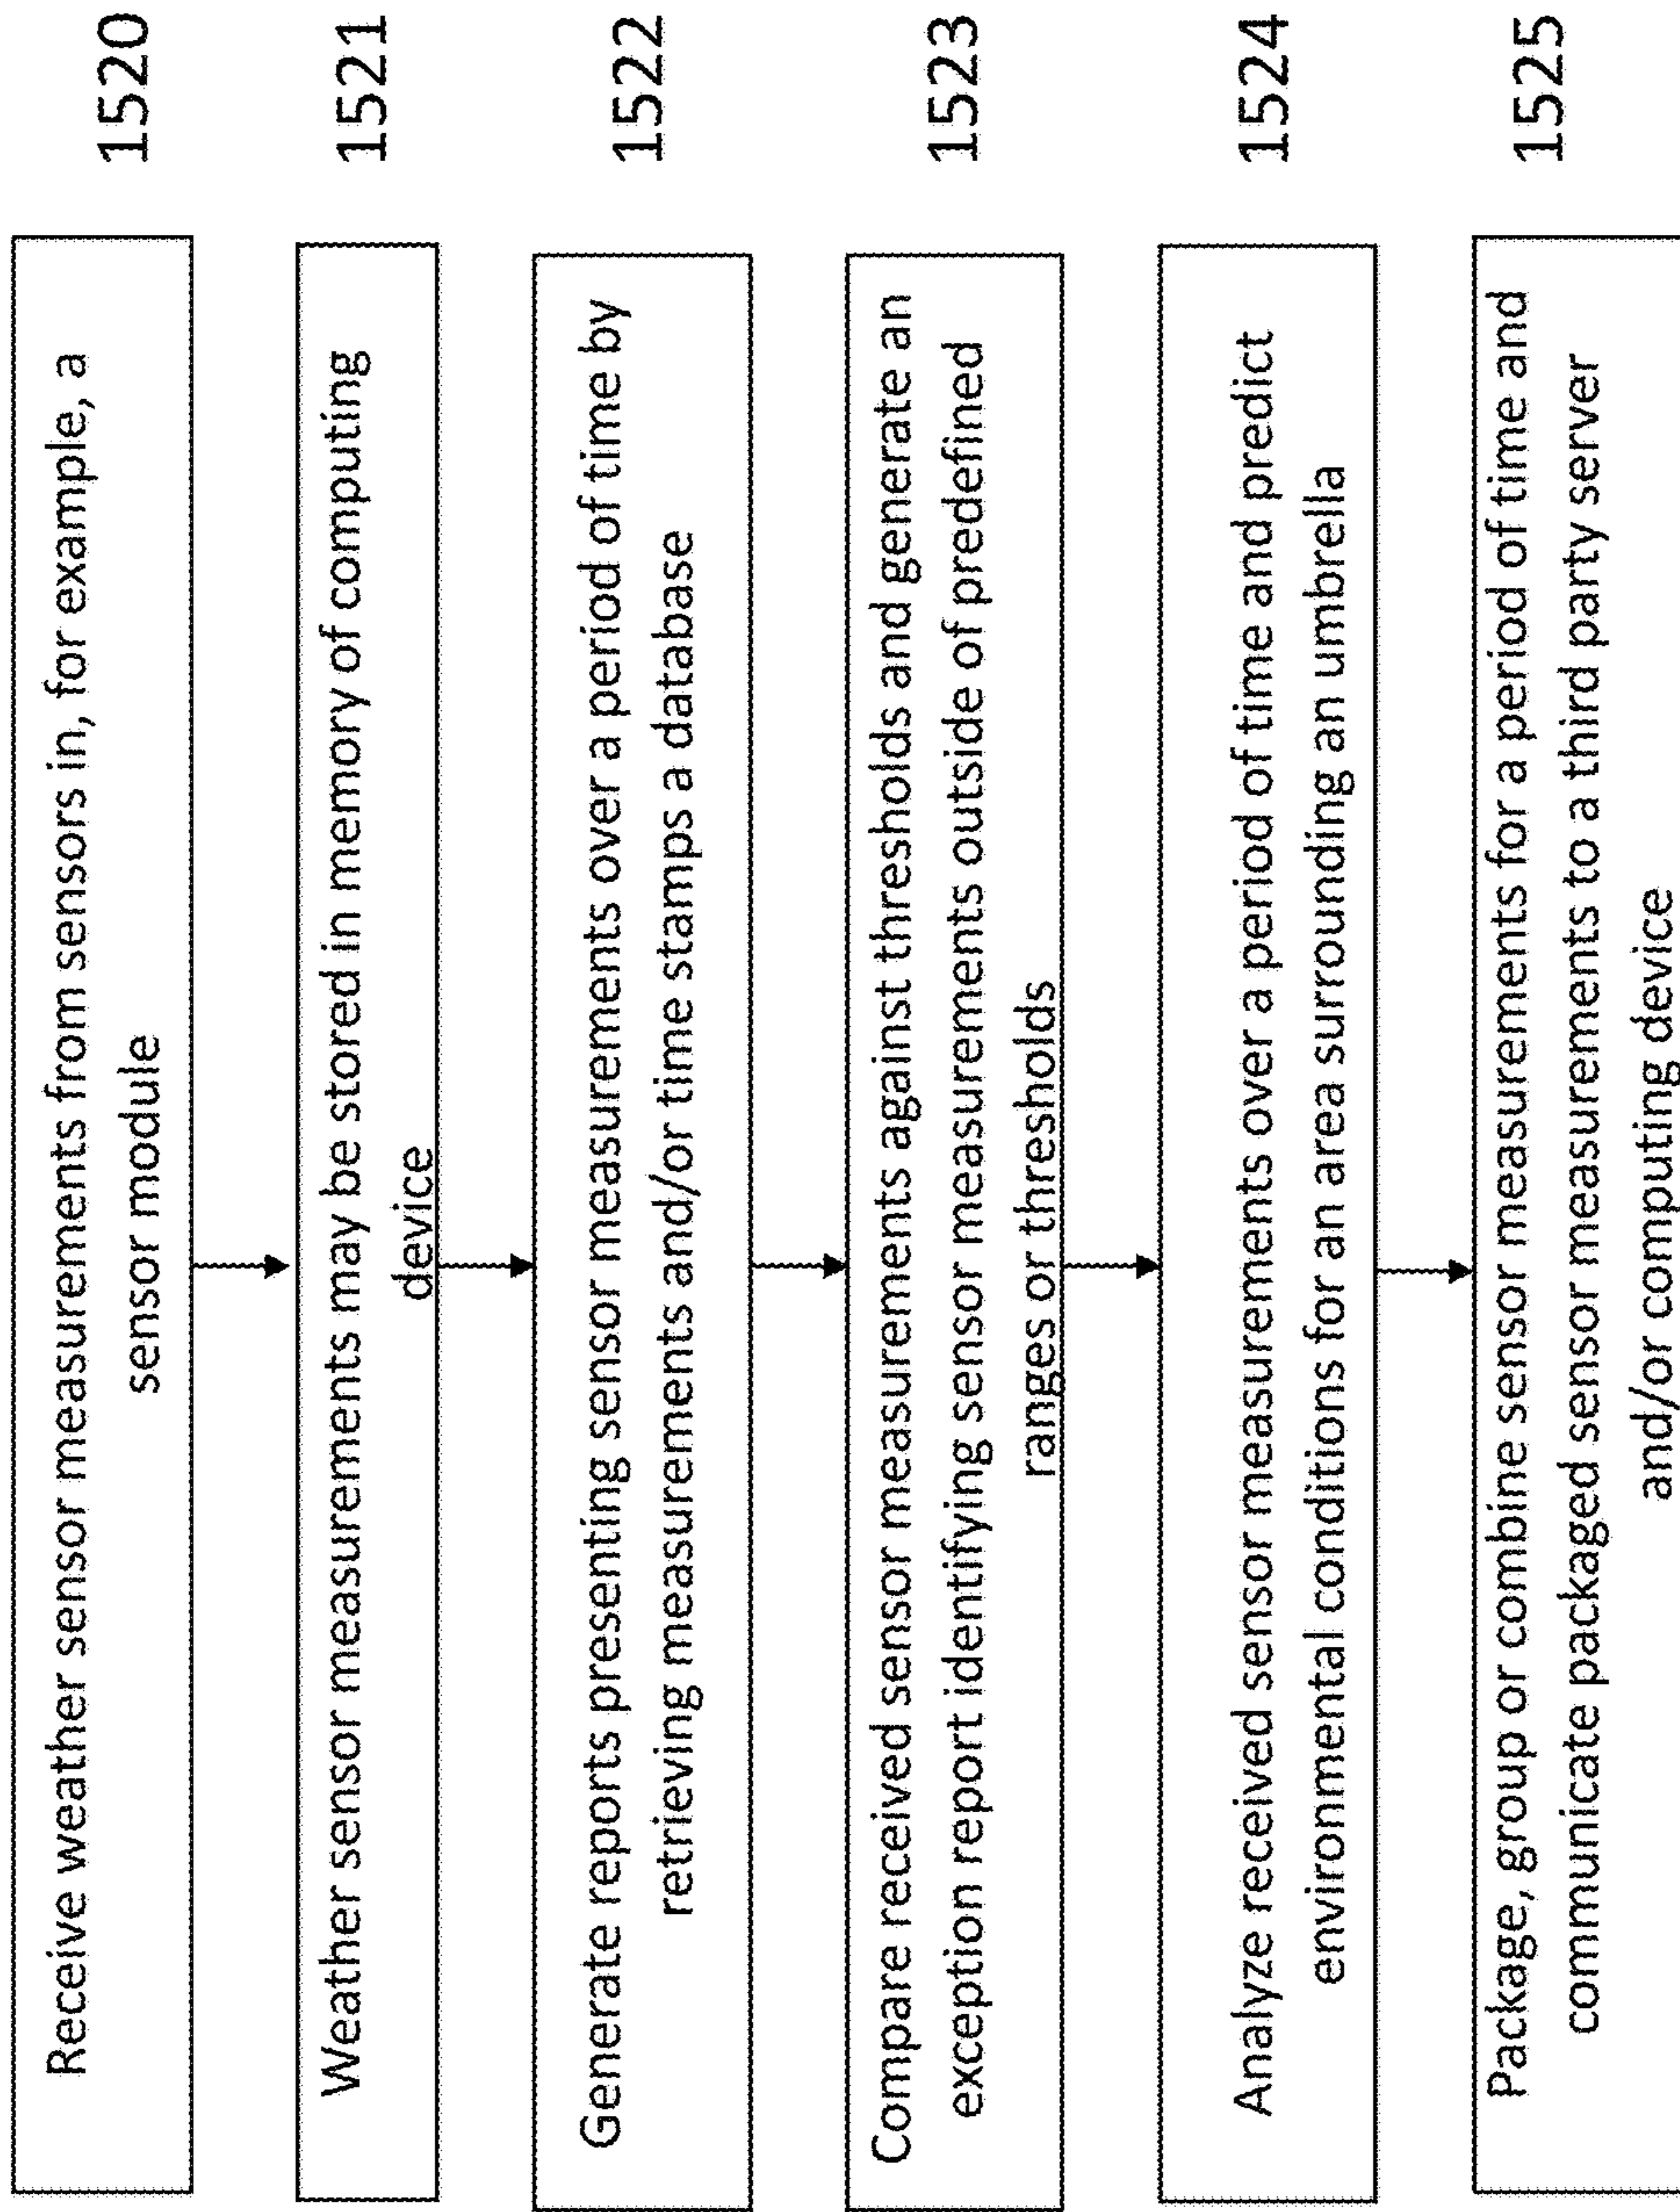 Receive weather sensor measurements from sensors in, for example, a
sensor module
1520
Weather sensor measurements may be stored in memory of computing
device
1521
Generate reports presenting sensor measurements over a period of time by
retrieving measurements and/or time stamps a database
1522
Compare received sensor measurements against thresholds and generate an
exception report identifying sensor measurements outside of predefined
ranges or thresholds
1523
Analyze received sensor measurements over a period of time and predict
environmental conditions for an area surrounding an umbrella
1524
Package, group or combine sensor measurements for a period of time and
communicate packaged sensor measurements to a third party server
and/or computing device
1525